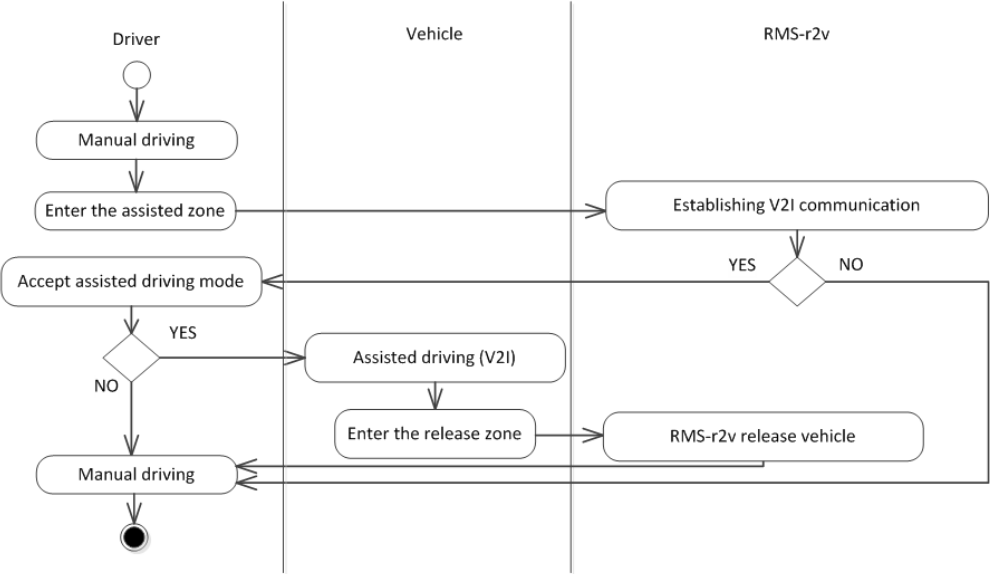 Driver
Vehicle
RMS-r2v
Manual driving
Enter the assisted zone
Establishing V2I communication
YES
NO
Accept assisted driving mode
YES
NO
Assisted driving (V2I)
Enter the release zone
RMS-r2v release vehicle
Manual driving